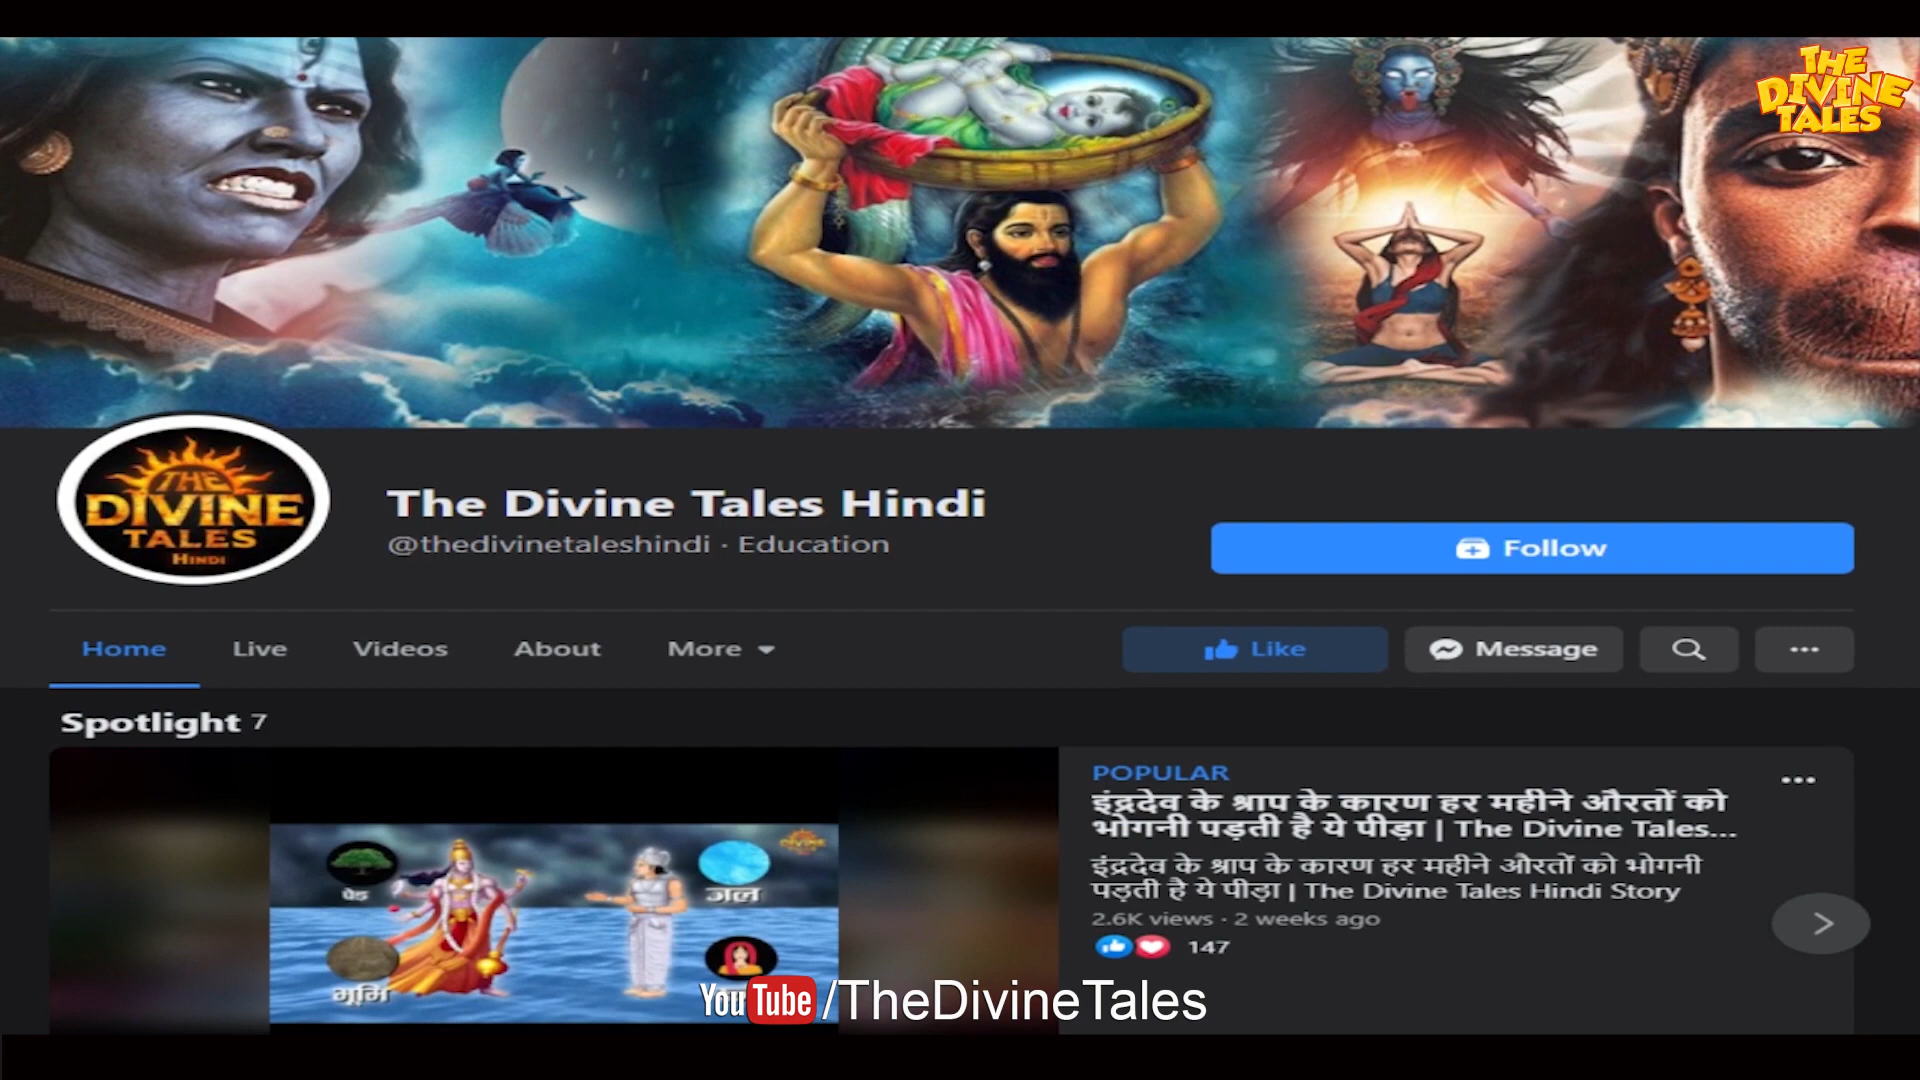 THE
DIVINE
TALES
THE
DIVINE
TALES
HINDI
The Divine Tales Hindi
@thedivinetaleshindi · Education
Follow
Home Live Videos About More
Like Message
Spotlight 7
POPULAR
इंद्रदेव के श्राप के कारण हर महीने औरतों को
भोगनी पड़ती है ये पीड़ा | The Divine Tales...
इंद्रदेव के श्राप के कारण हर महीने औरतों को भोगनी
पड़ती है ये पीड़ा | The Divine Tales Hindi Story
2.6K views · 2 weeks ago
147
DIVINE
पेड़
जल
भूमि
YouTube/TheDivineTales